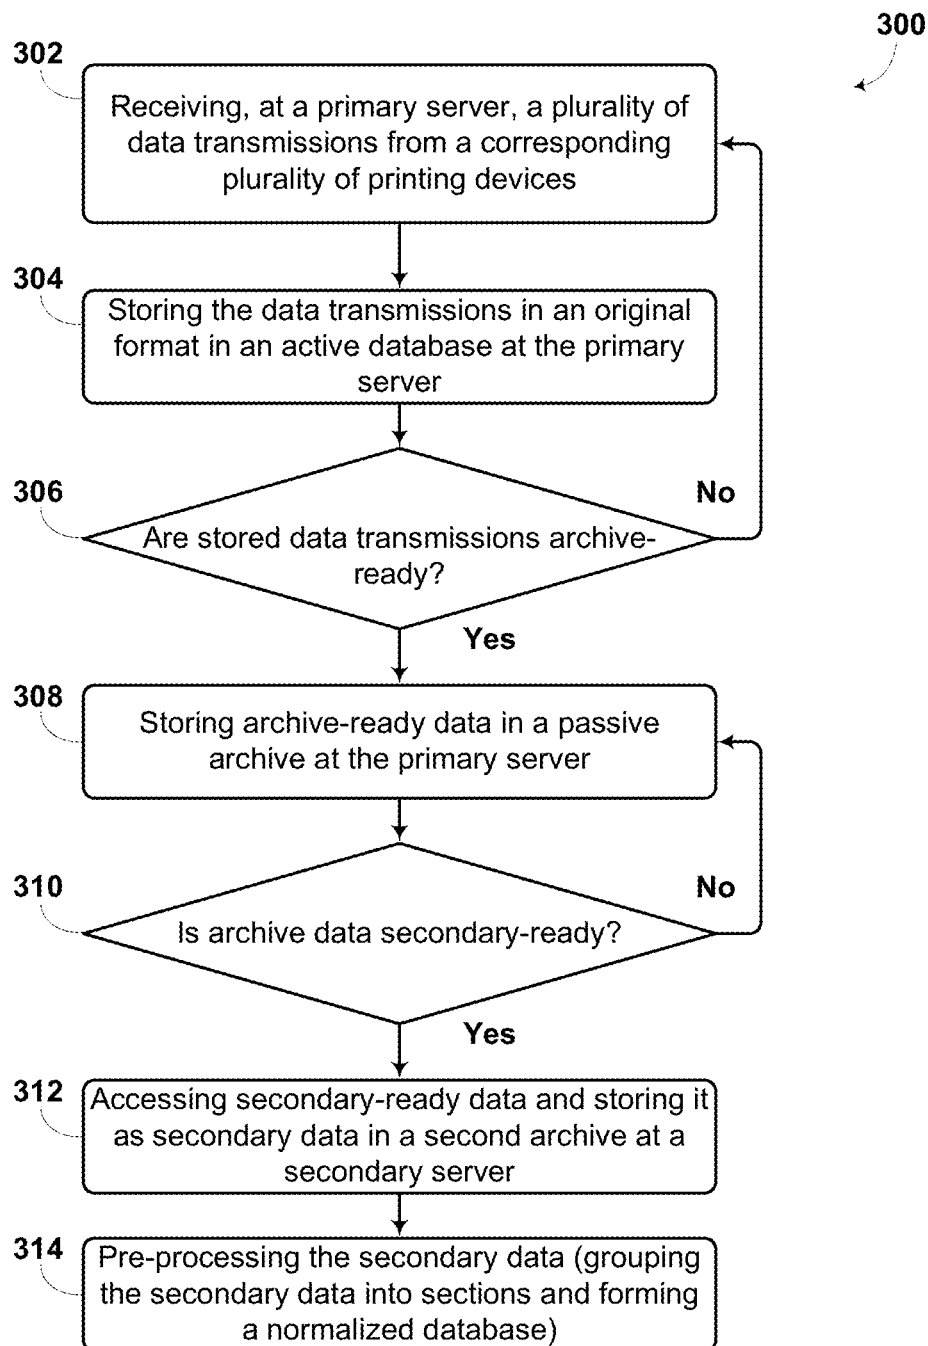 300
302
Receiving, at a primary server, a plurality of
data transmissions from a corresponding
plurality of printing devices
304
Storing the data transmissions in an original
format in an active database at the primary
server
306
No
Are stored data transmissions archive-
ready?
Yes
308
Storing archive-ready data in a passive
archive at the primary server
310
No
Is archive data secondary-ready?
Yes
312
Accessing secondary-ready data and storing it
as secondary data in a second archive at a
secondary server
314
Pre-processing the secondary data (grouping
the secondary data into sections and forming
a normalized database)